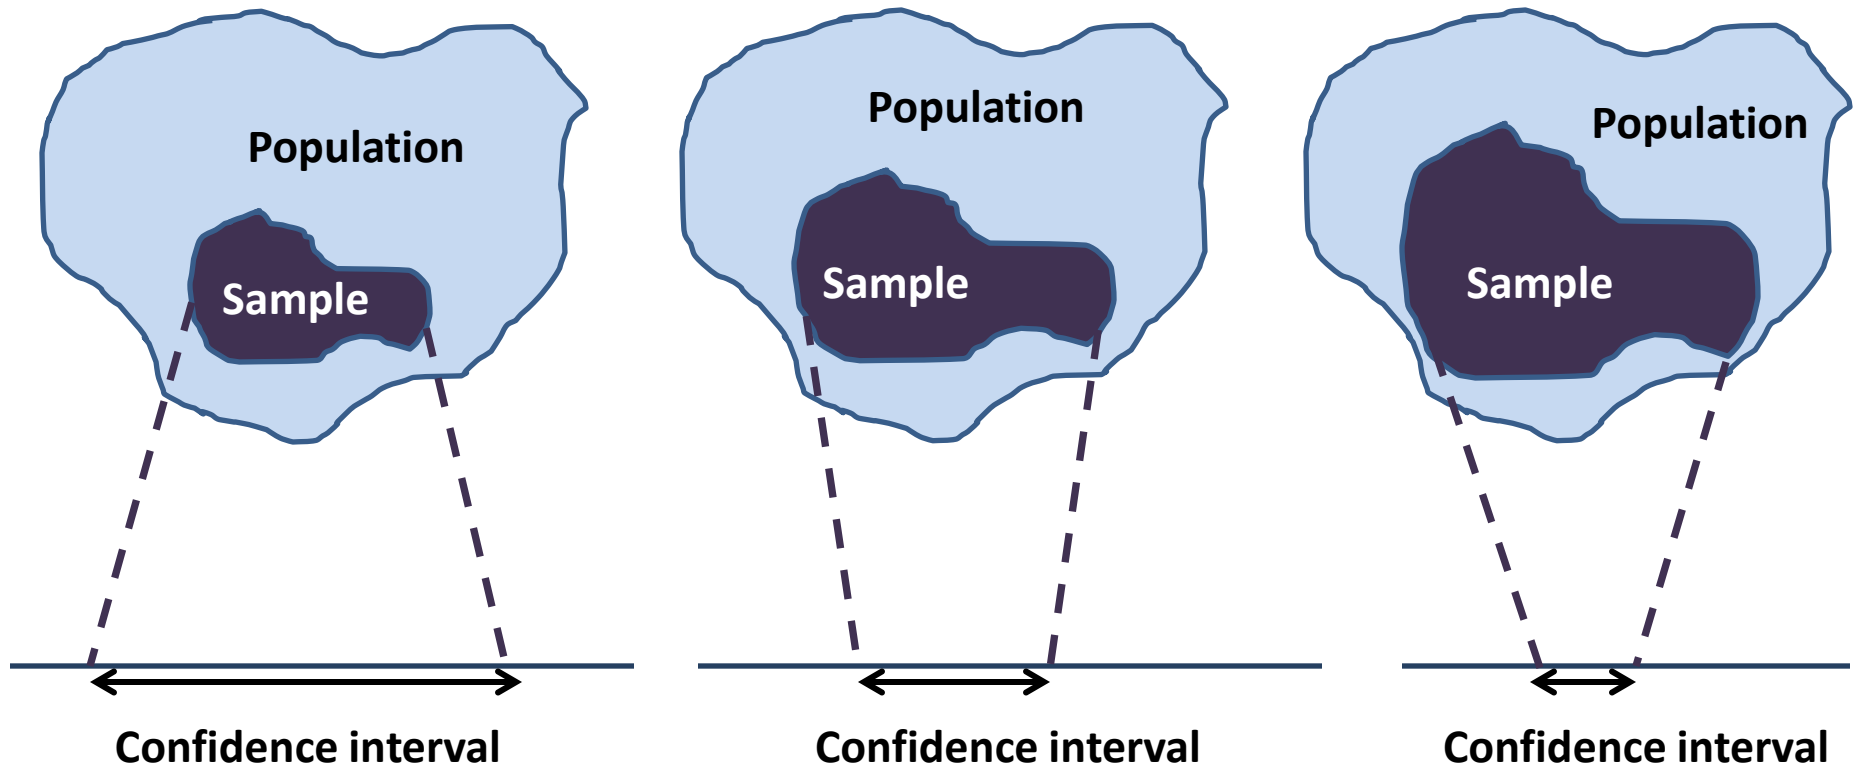 Population
Sample
Confidence interval
Population
Sample
Confidence interval
Population
Sample
Confidence interval